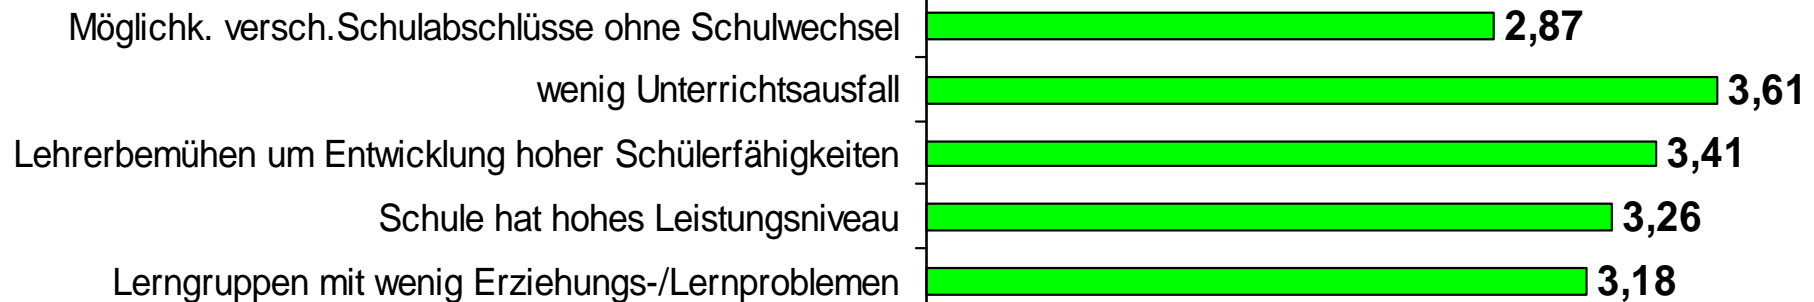 Möglichk. versch.Schulabschlüsse ohne Schulwechsel 2,87
wenig Unterrichtsausfall 3,61
Lehrerbemühen um Entwicklung hoher Schülerfähigkeiten 3,41
Schule hat hohes Leistungsniveau 3,26
Lerngruppen mit wenig Erziehungs-/Lernproblemen 3,18